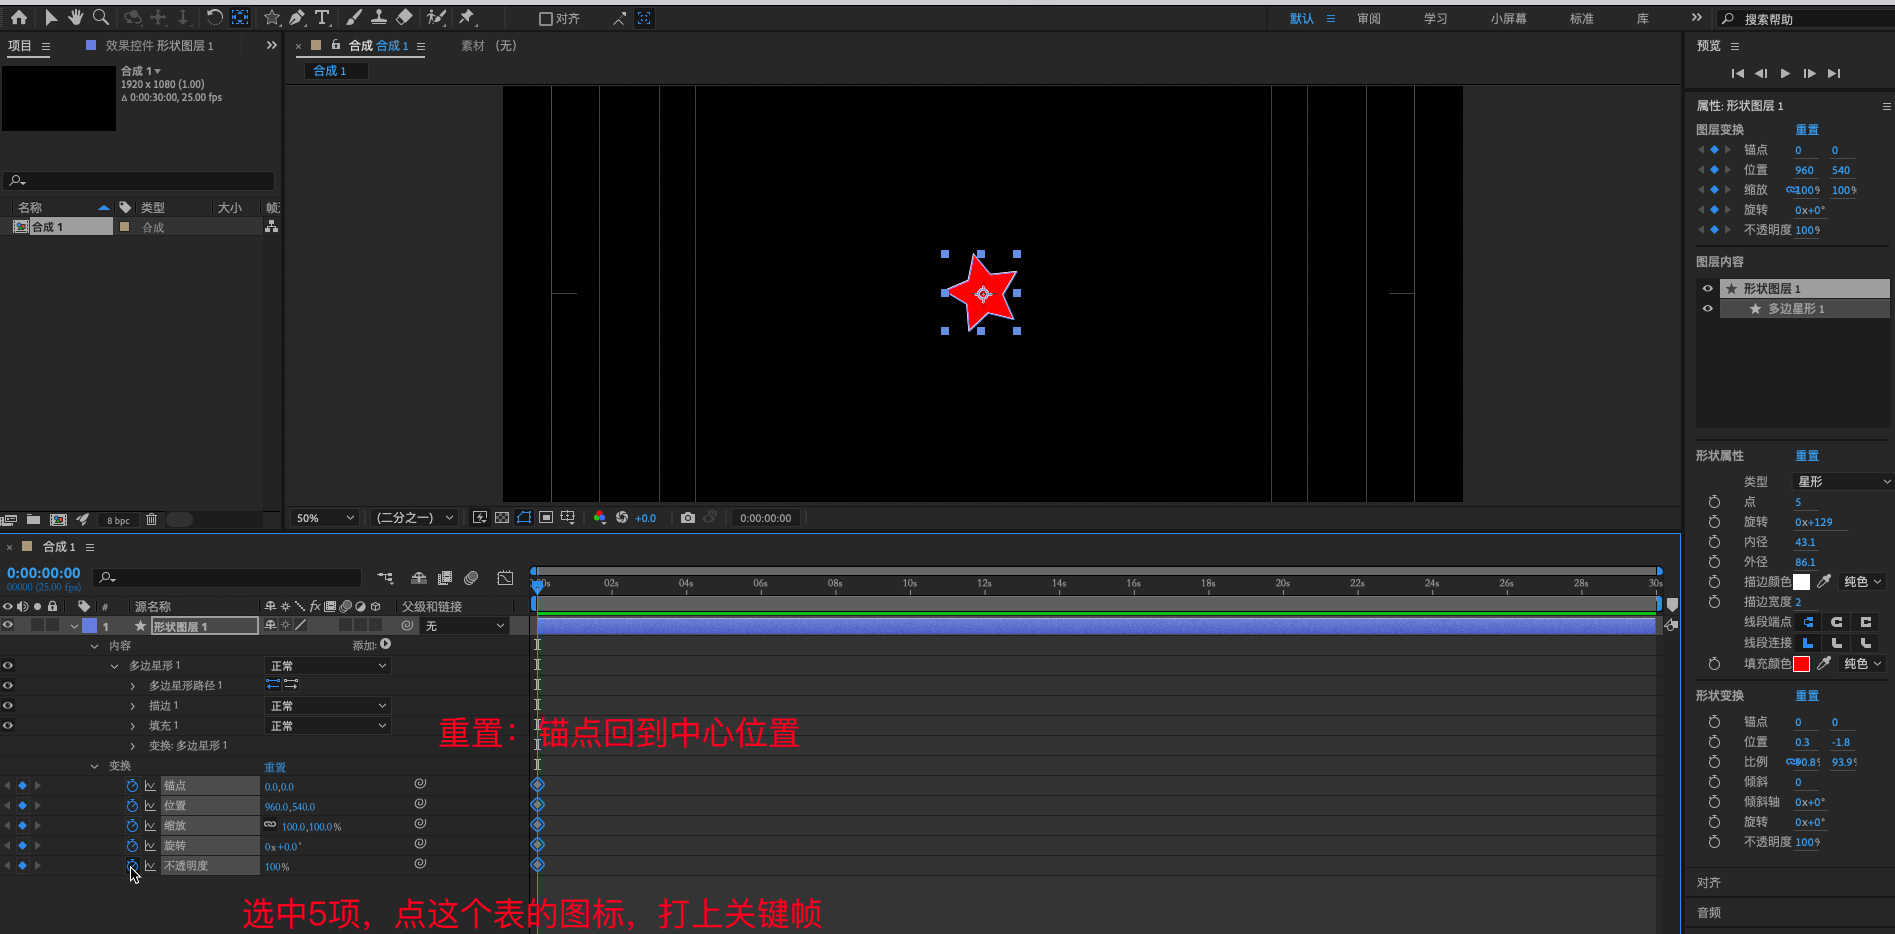 对齐
默认
审阅
学习
小屏幕
标准
库
搜索帮助
项目
效果控件 形状图层 1
合成 1
1920 x 1080 (1.00)
Δ 0:00:30:00, 25.00 fps
名称
类型
大小
合成 1
合成
8 bpc
合成 合成 1
素材 (无)
合成 1
50%
(二分之一)
+0.0
0:00:00:00
预览
属性: 形状图层 1
图层变换 重置
锚点 0 0
位置 960 540
缩放 100% 100%
旋转 0x+0°
不透明度 100%
图层内容
形状图层 1
多边星形 1
形状属性 重置
类型 星形
点 5
旋转 0x+129
内径 43.1
外径 86.1
描边颜色 纯色
描边宽度 2
线段端点
线段连接
填充颜色 纯色
形状变换 重置
锚点 0 0
位置 0.3 -1.8
比例 90.8% 93.9%
倾斜 0
倾斜轴 0x+0°
旋转 0x+0°
不透明度 100%
对齐
音频
合成 1
0:00:00:00
00000 (25.00 fps)
02s 04s 06s 08s 10s 12s 14s 16s 18s 20s 22s 24s 26s 28s 30s
# 源名称 fx 父级和链接
1 形状图层 1 无
内容 添加:
多边星形 1 正常
多边星形路径 1
描边 1 正常
填充 1 正常
变换: 多边星形 1
变换 重置
锚点 0.0,0.0
位置 960.0,540.0
缩放 100.0,100.0%
旋转 0x+0.0°
不透明度 100%
重置：锚点回到中心位置
选中5项，点这个表的图标，打上关键帧